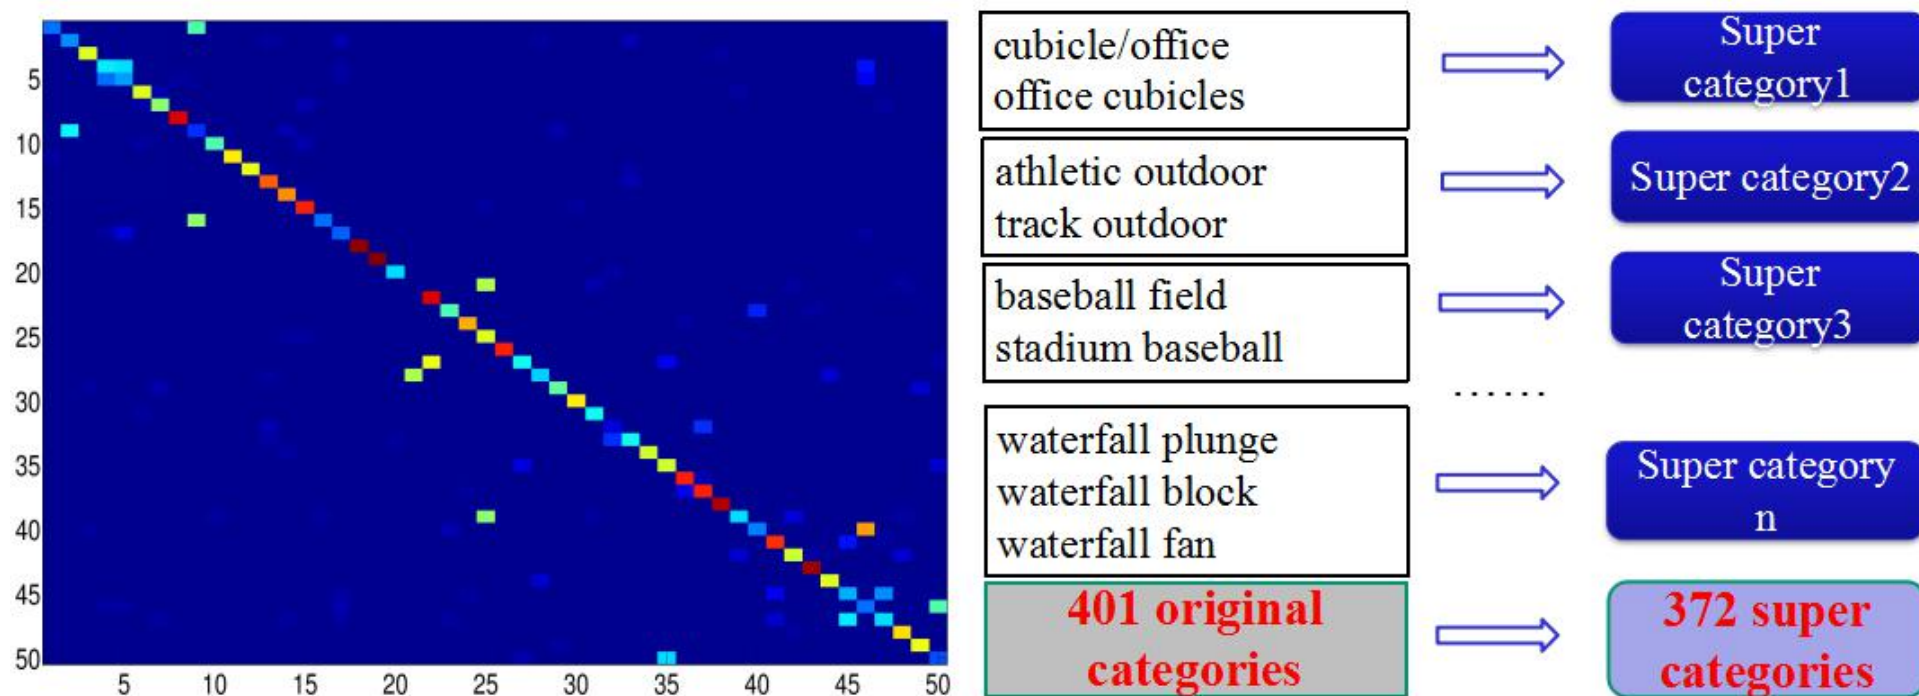 5
10
15
20
25
30
35
40
45
50
5
10
15
20
25
30
35
40
45
50
cubicle/office
office cubicles
Super
category1
athletic outdoor
track outdoor
Super category2
baseball field
stadium baseball
Super
category3
......
waterfall plunge
waterfall block
waterfall fan
Super category
n
401 original
categories
372 super
categories